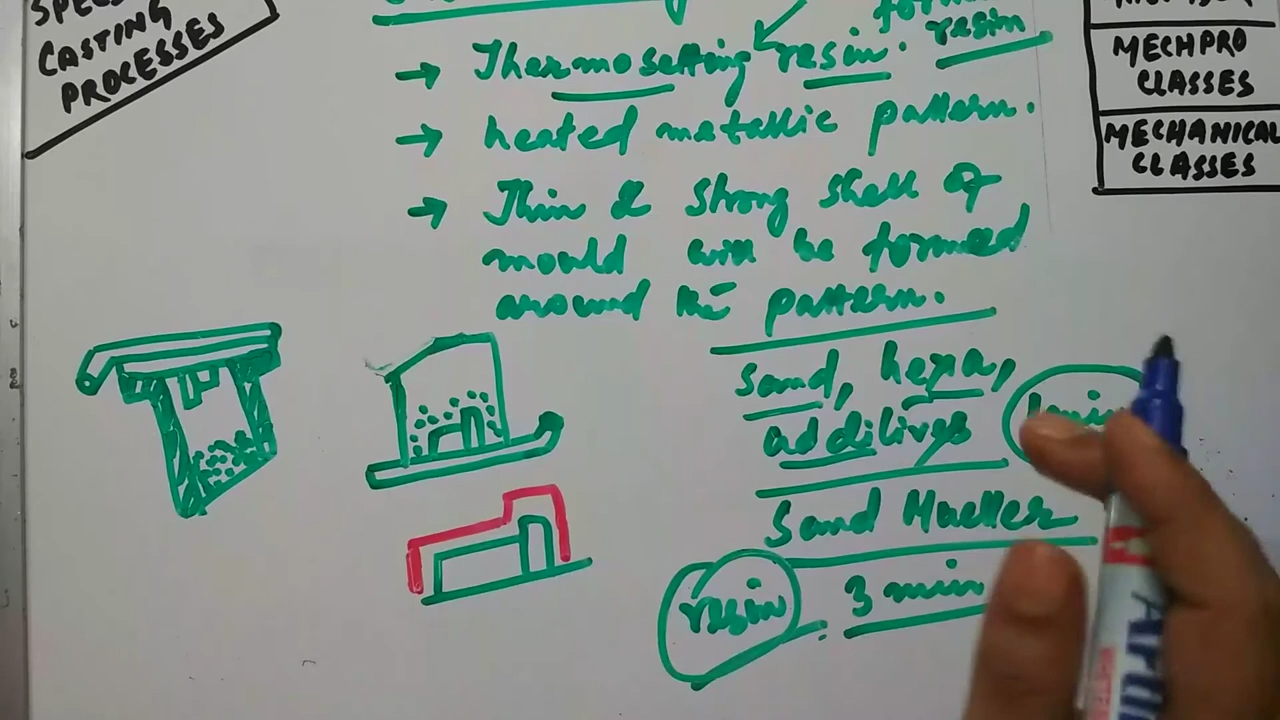 CASTING
PROCESSES
MECHPRO
CLASSES
MECHANICAL
CLASSES
resin
→ Thermosetting resin.
→ heated metallic pattern.
→ Thin & strong shell of
mould will be formed
around the pattern.
sand, hexa,
additives
1min
Sand Mueller
resin 3 min